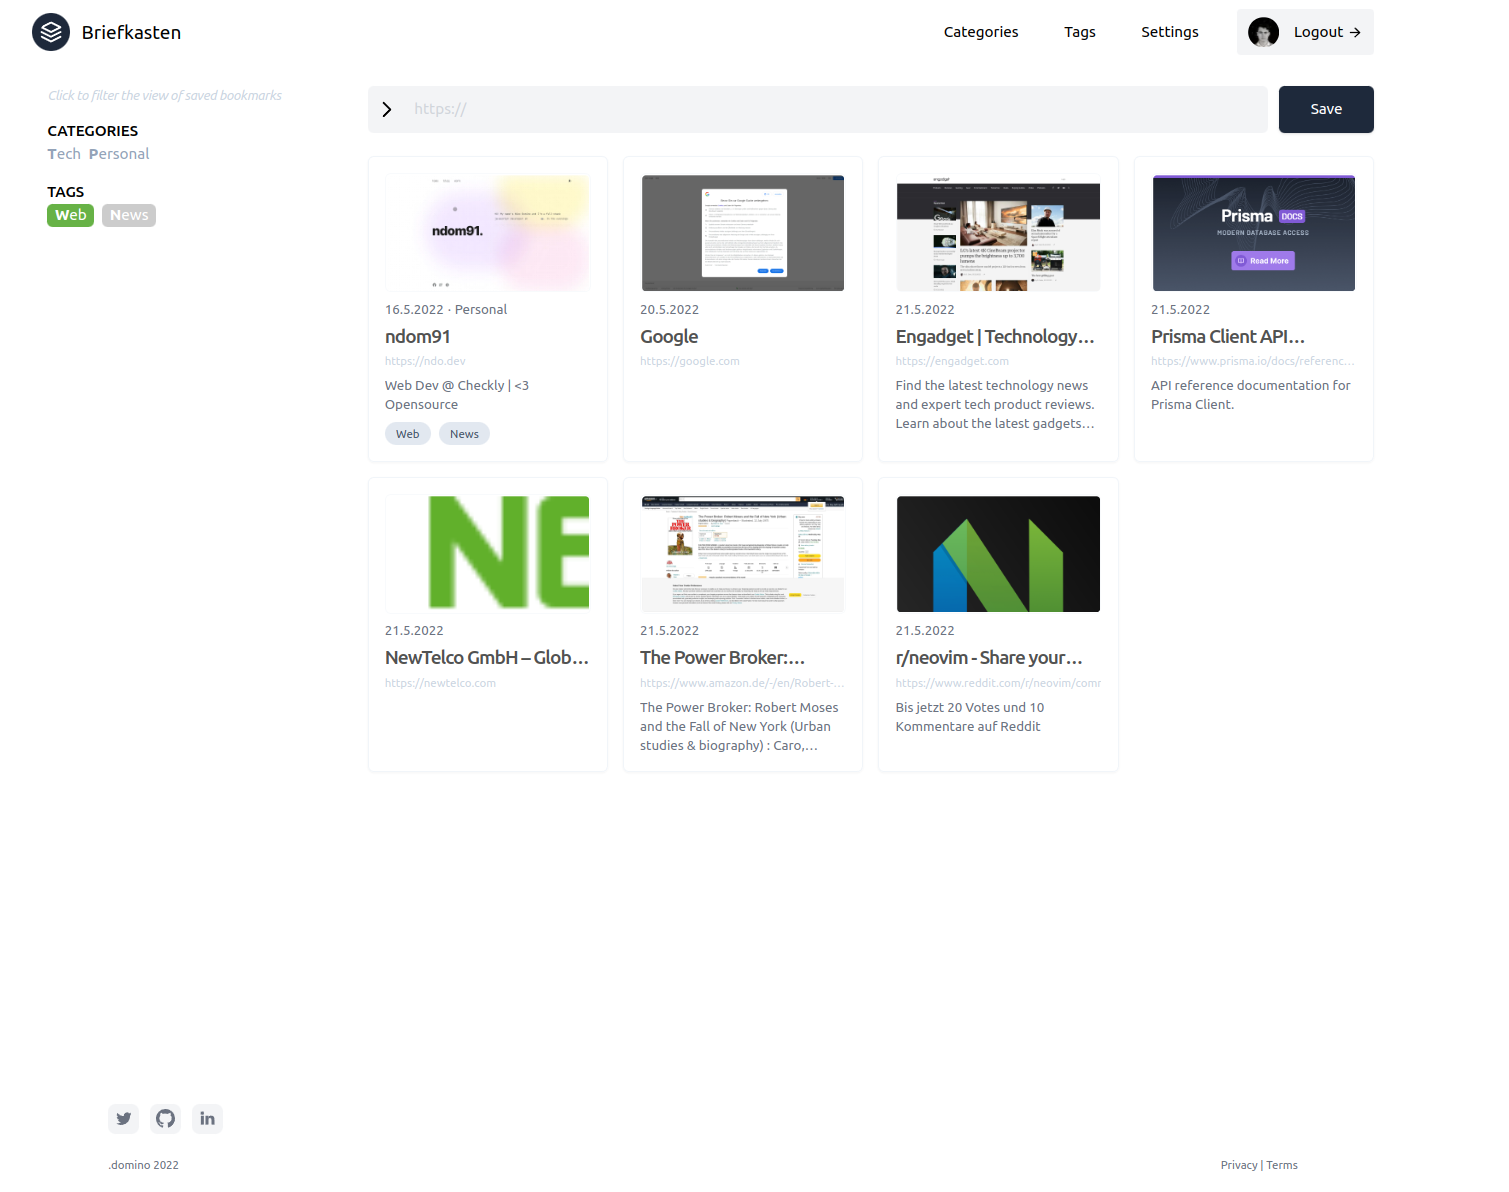 Briefkasten
Categories
Tags
Settings
Logout →
Click to filter the view of saved bookmarks
CATEGORIES
Tech Personal
TAGS
Web News
https://
Save
ndom91.
16.5.2022 · Personal
ndom91
https://ndo.dev
Web Dev @ Checkly | <3
Opensource
Web News
20.5.2022
Google
https://google.com
21.5.2022
Engadget | Technology…
https://engadget.com
Find the latest technology news
and expert tech product reviews.
Learn about the latest gadgets…
Prisma DOCS
MODERN DATABASE ACCESS
Read More
21.5.2022
Prisma Client API…
https://www.prisma.io/docs/referenc…
API reference documentation for
Prisma Client.
NE
21.5.2022
NewTelco GmbH – Glob…
https://newtelco.com
THE POWER BROKER
21.5.2022
The Power Broker:…
https://www.amazon.de/-/en/Robert-…
The Power Broker: Robert Moses
and the Fall of New York (Urban
studies & biography) : Caro,…
21.5.2022
r/neovim - Share your…
https://www.reddit.com/r/neovim/comr
Bis jetzt 20 Votes und 10
Kommentare auf Reddit
in
.domino 2022
Privacy | Terms